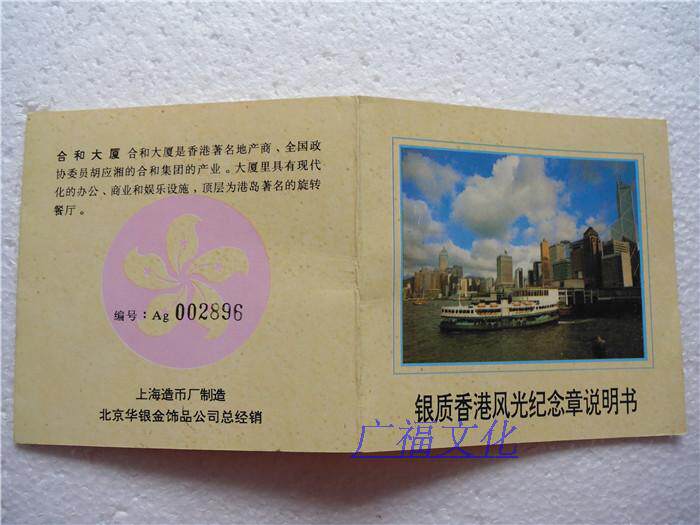 合和大厦 合和大厦是香港著名地产商、全国政
协委员胡应湘的合和集团的产业。大厦里具有现代
化的办公、商业和娱乐设施，顶层为港岛著名的旋转
餐厅。
编号：Ag 002896
上海造币厂制造
北京华银金饰品公司总经销
银质香港风光纪念章说明书
广福文化